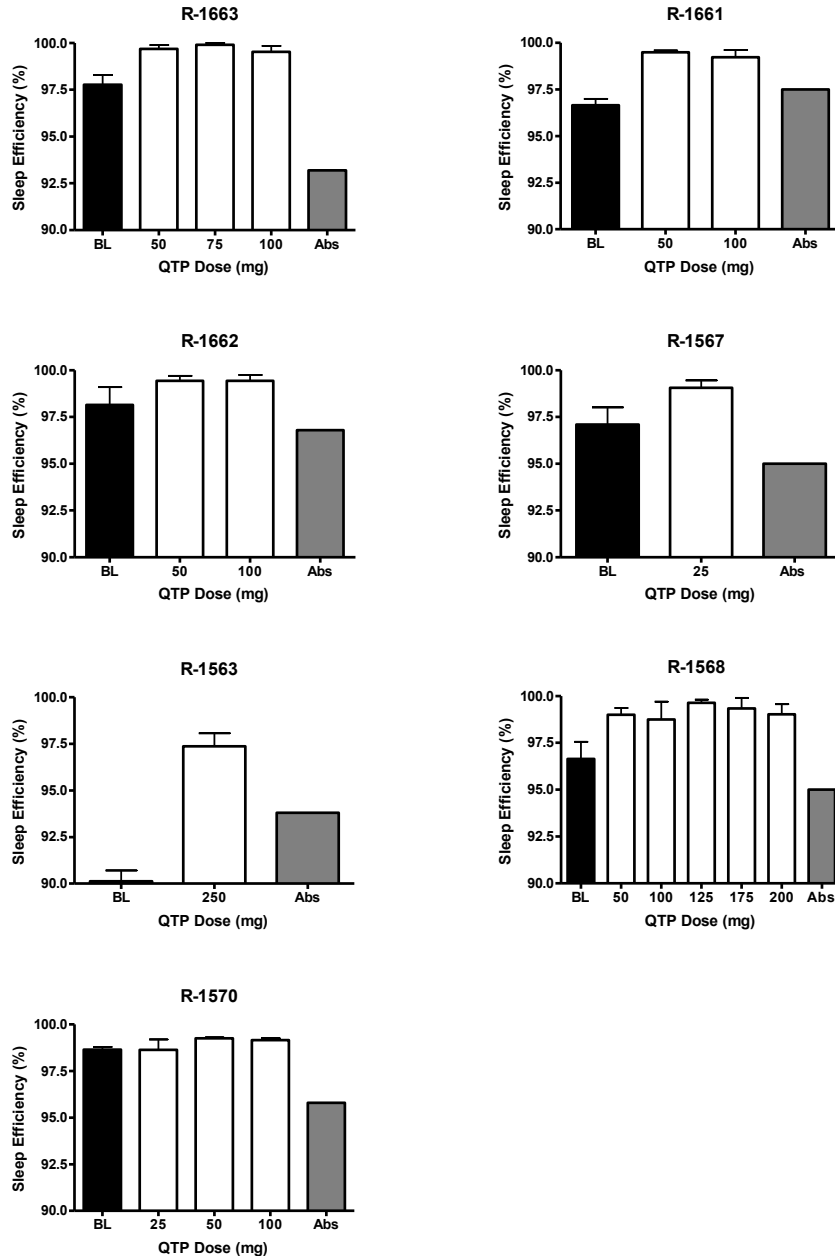 R-1663
100.0
97.5
95.0
92.5
90.0
Sleep Efficiency (%)
BL 50 75 100 Abs
QTP Dose (mg)
R-1661
100.0
97.5
95.0
92.5
90.0
Sleep Efficiency (%)
BL 50 100 Abs
QTP Dose (mg)
R-1662
100.0
97.5
95.0
92.5
90.0
Sleep Efficiency (%)
BL 50 100 Abs
QTP Dose (mg)
R-1567
100.0
97.5
95.0
92.5
90.0
Sleep Efficiency (%)
BL 25 Abs
QTP Dose (mg)
R-1563
100.0
97.5
95.0
92.5
90.0
Sleep Efficiency (%)
BL 250 Abs
QTP Dose (mg)
R-1568
100.0
97.5
95.0
92.5
90.0
Sleep Efficiency (%)
BL 50 100 125 175 200 Abs
QTP Dose (mg)
R-1570
100.0
97.5
95.0
92.5
90.0
Sleep Efficiency (%)
BL 25 50 100 Abs
QTP Dose (mg)